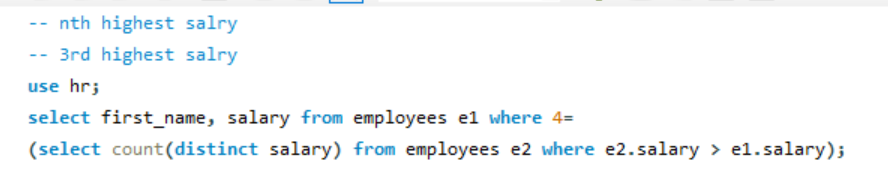 -- nth highest salry
-- 3rd highest salry
use hr;
select first_name, salary from employees e1 where 4=
(select count(distinct salary) from employees e2 where e2.salary > e1.salary);